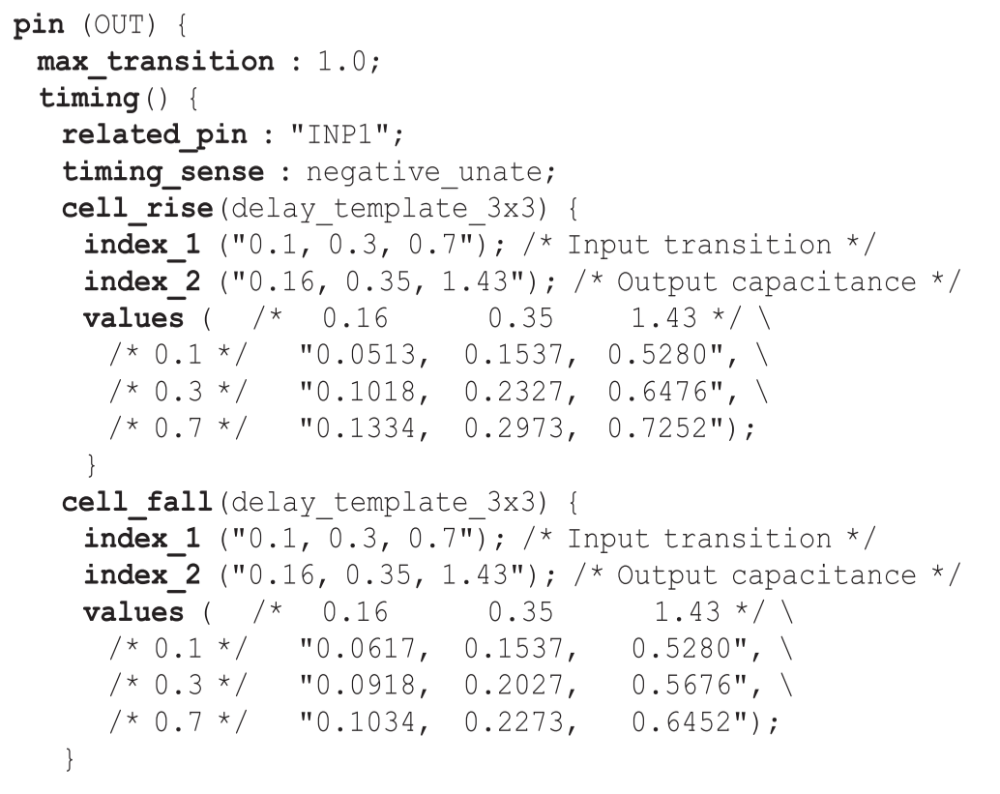 pin (OUT) {
max_transition : 1.0;
timing() {
related_pin : "INP1";
timing_sense : negative_unate;
cell_rise(delay_template_3x3) {
index_1 ("0.1, 0.3, 0.7"); /* Input transition */
index_2 ("0.16, 0.35, 1.43"); /* Output capacitance */
values ( /* 0.16 0.35 1.43 */ \
/* 0.1 */ "0.0513, 0.1537, 0.5280", \
/* 0.3 */ "0.1018, 0.2327, 0.6476", \
/* 0.7 */ "0.1334, 0.2973, 0.7252");
}
cell_fall(delay_template_3x3) {
index_1 ("0.1, 0.3, 0.7"); /* Input transition */
index_2 ("0.16, 0.35, 1.43"); /* Output capacitance */
values ( /* 0.16 0.35 1.43 */ \
/* 0.1 */ "0.0617, 0.1537, 0.5280", \
/* 0.3 */ "0.0918, 0.2027, 0.5676", \
/* 0.7 */ "0.1034, 0.2273, 0.6452");
}